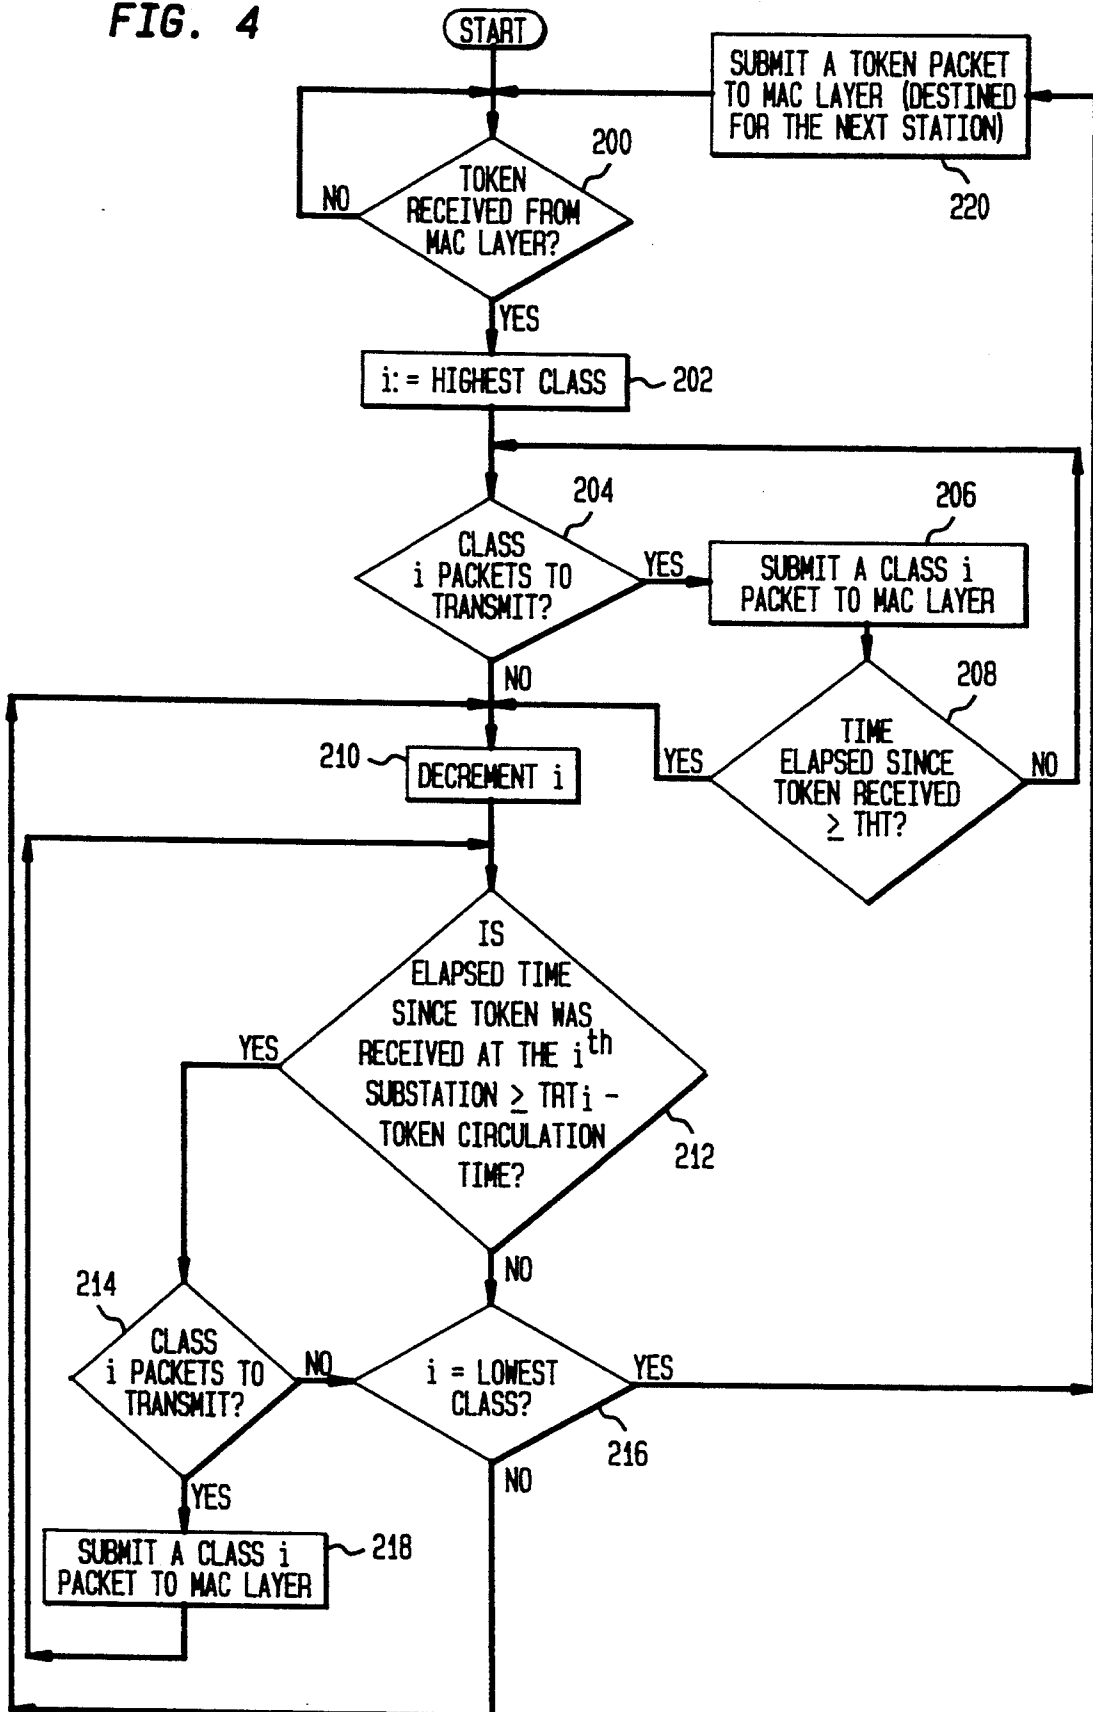 FIG. 4
START
SUBMIT A TOKEN PACKET
TO MAC LAYER (DESTINED
FOR THE NEXT STATION)
220
200
TOKEN
RECEIVED FROM
MAC LAYER?
NO
YES
i: = HIGHEST CLASS
202
204
CLASS
i PACKETS TO
TRANSMIT?
YES
206
SUBMIT A CLASS i
PACKET TO MAC LAYER
NO
208
TIME
ELAPSED SINCE
TOKEN RECEIVED
≥ THT?
YES
NO
210
DECREMENT i
IS
ELAPSED TIME
SINCE TOKEN WAS
RECEIVED AT THE i^th
SUBSTATION ≥ TRTi -
TOKEN CIRCULATION
TIME?
YES
212
NO
214
CLASS
i PACKETS TO
TRANSMIT?
NO
i = LOWEST
CLASS?
YES
216
NO
YES
SUBMIT A CLASS i
PACKET TO MAC LAYER
218